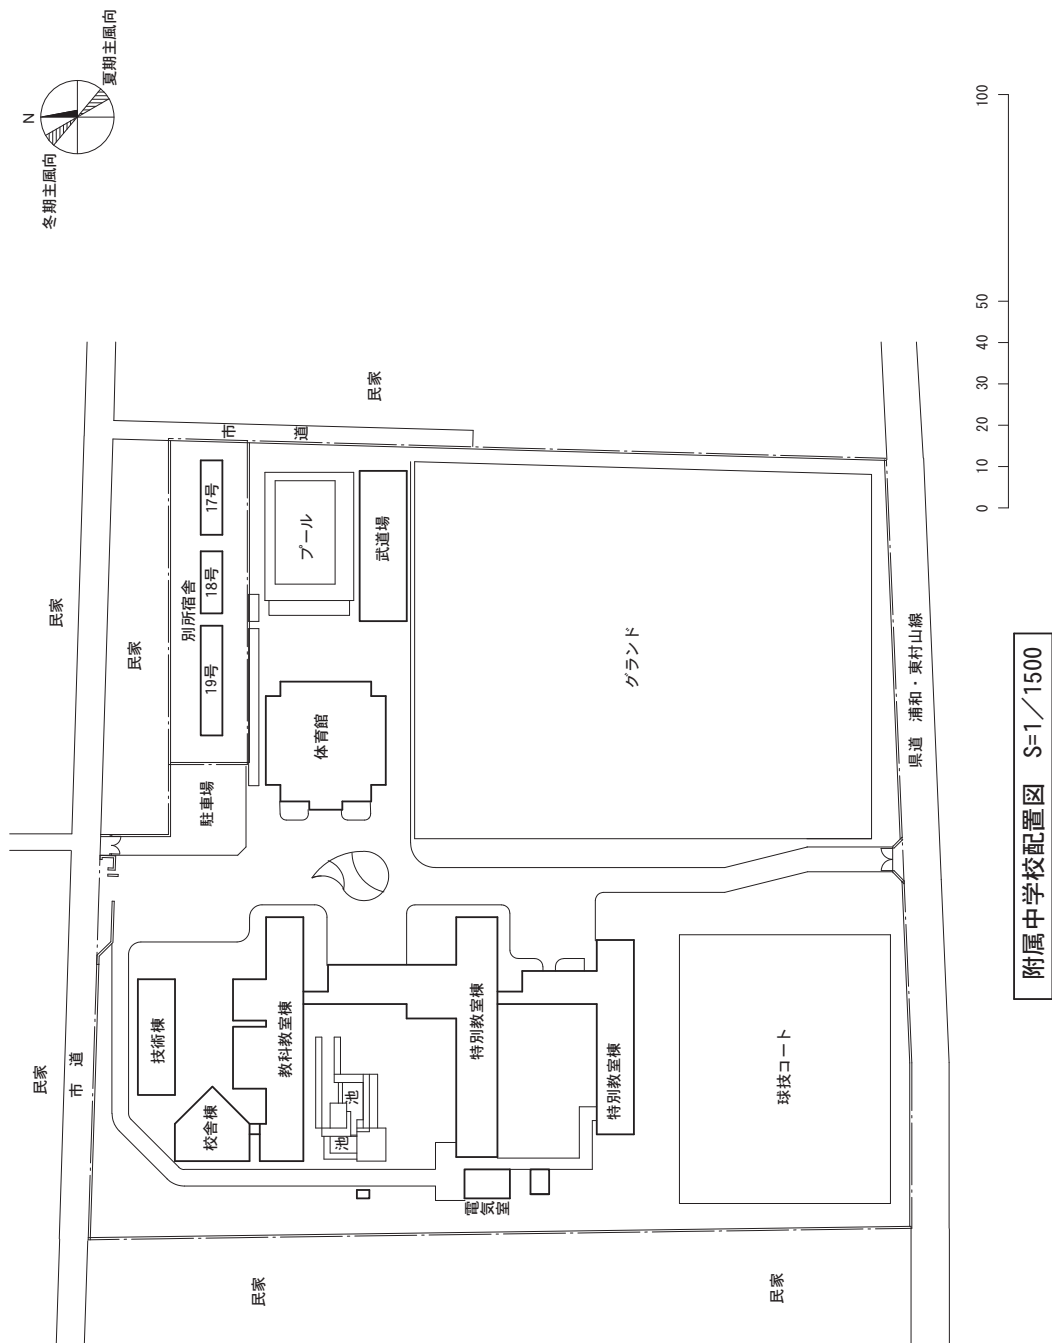 N
夏期主風向
冬期主風向
民家
市道
民家
別所宿舎
17号
18号
19号
民家
駐車場
プール
武道場
体育館
グランド
県道 浦和・東村山線
民家
市道
技術棟
校舎棟
教科教室棟
池
池
特別教室棟
特別教室棟
電気室
球技コート
民家
民家
0 10 20 30 40 50 100
附属中学校配置図 S=1／1500